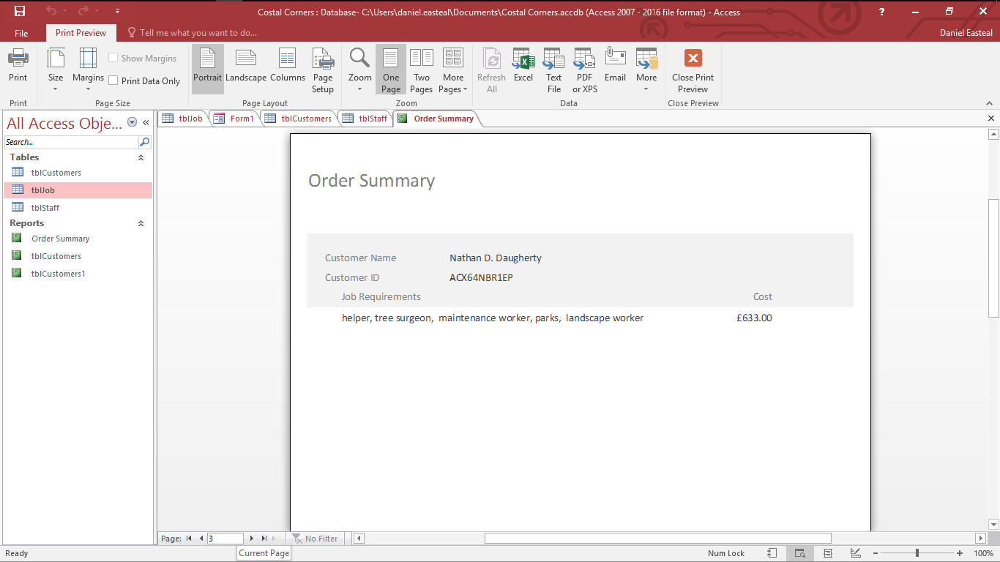 Costal Corners : Database- C:\Users\daniel.easteal\Documents\Costal Corners.accdb (Access 2007 - 2016 file format) - Access
?
File Print Preview Tell me what you want to do... Daniel Easteal
Show Margins
Print Data Only
Print Size Margins Portrait Landscape Columns Page Setup Zoom One Page Two Pages More Pages Refresh All Excel Text File PDF or XPS Email More Close Print Preview
Print Page Size Page Layout Zoom Data Close Preview
All Access Obje... «
tblJob Form1 tblCustomers tblStaff Order Summary
Search...
Tables
tblCustomers
tblJob
tblStaff
Reports
Order Summary
tblCustomers
tblCustomers1
Order Summary
Customer Name Nathan D. Daugherty
Customer ID ACX64NBR1EP
Job Requirements Cost
helper, tree surgeon, maintenance worker, parks, landscape worker £633.00
Page: 3 No Filter
Current Page
Ready Num Lock 100%